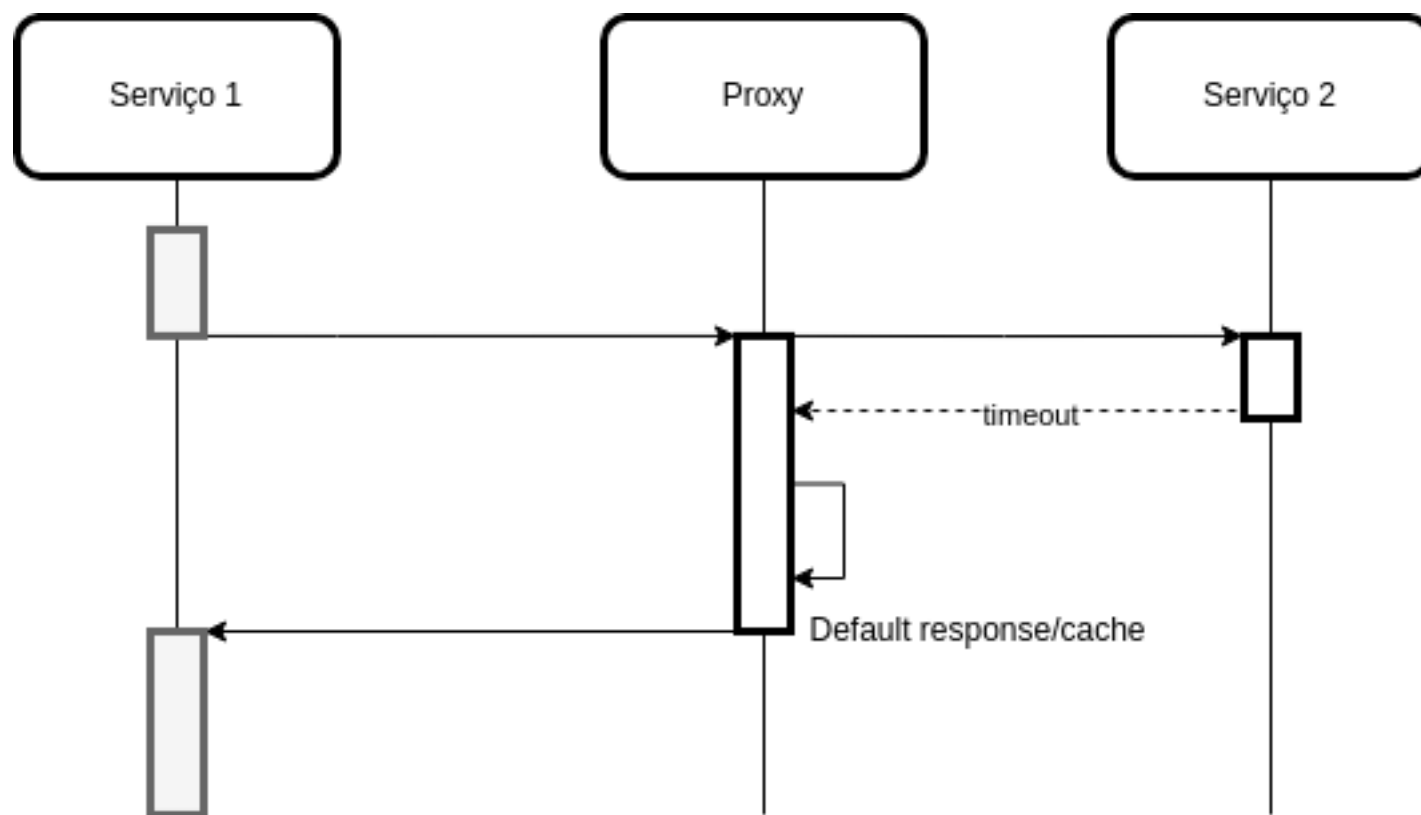 Serviço 1
Proxy
Serviço 2
timeout
Default response/cache